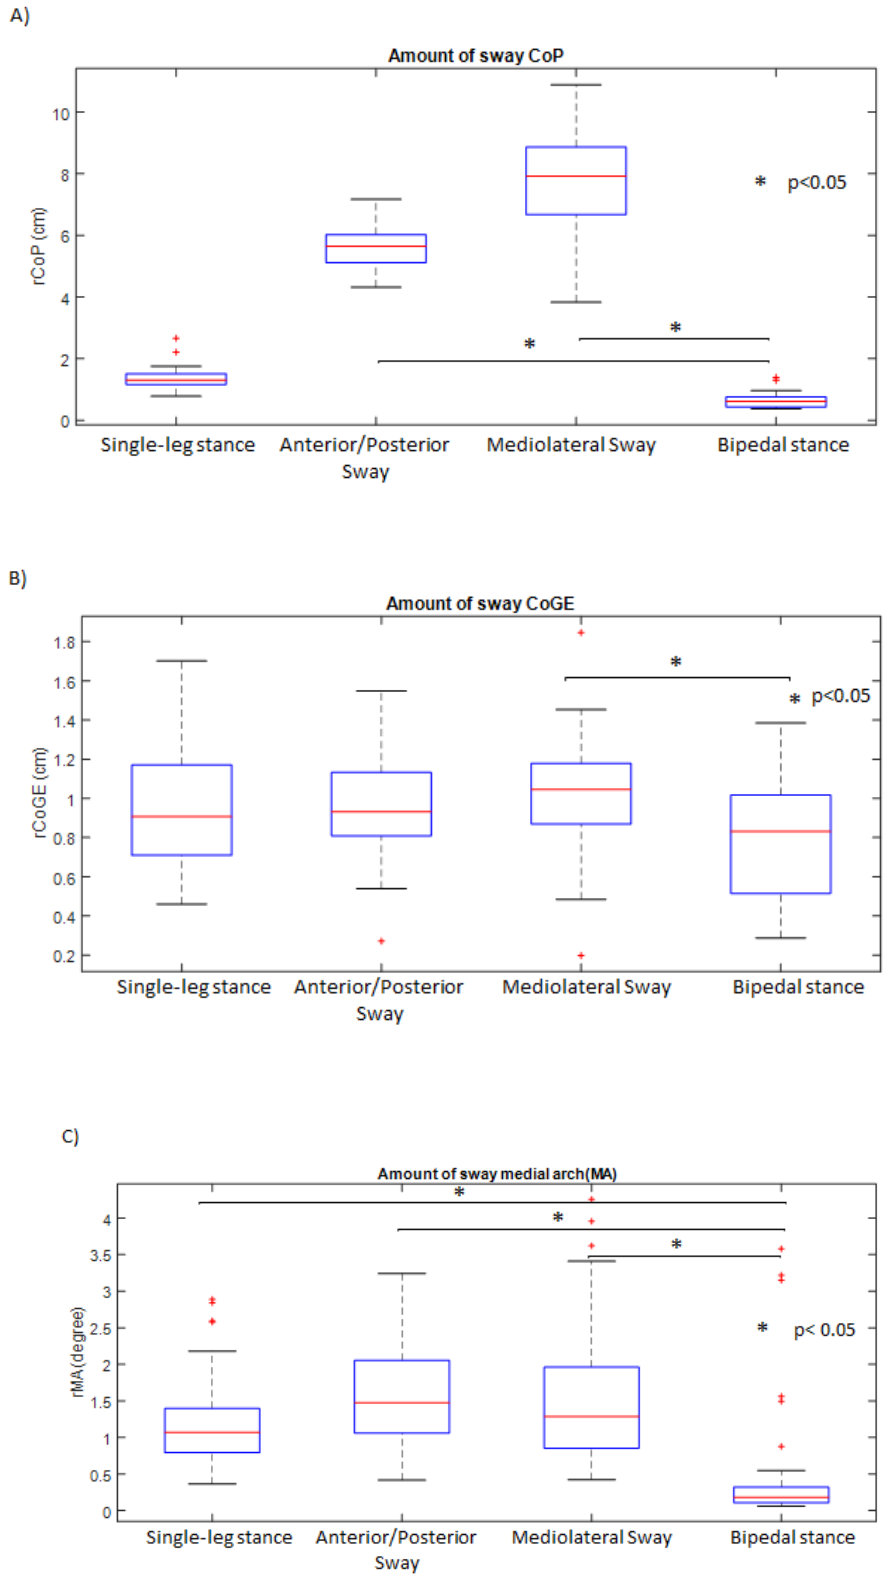 A)
Amount of sway CoP
rCoP (cm)
10
8
6
4
2
0
*
p<0.05
*
*
Single-leg stance
Anterior/Posterior
Sway
Mediolateral Sway
Bipedal stance
B)
Amount of sway CoGE
rCoGE (cm)
1.8
1.6
1.4
1.2
1
0.8
0.6
0.4
0.2
*
* p<0.05
Single-leg stance
Anterior/Posterior
Sway
Mediolateral Sway
Bipedal stance
C)
Amount of sway medial arch(MA)
rMA(degree)
4
3.5
3
2.5
2
1.5
1
0.5
0
*
*
*
*
p< 0.05
Single-leg stance
Anterior/Posterior
Sway
Mediolateral Sway
Bipedal stance